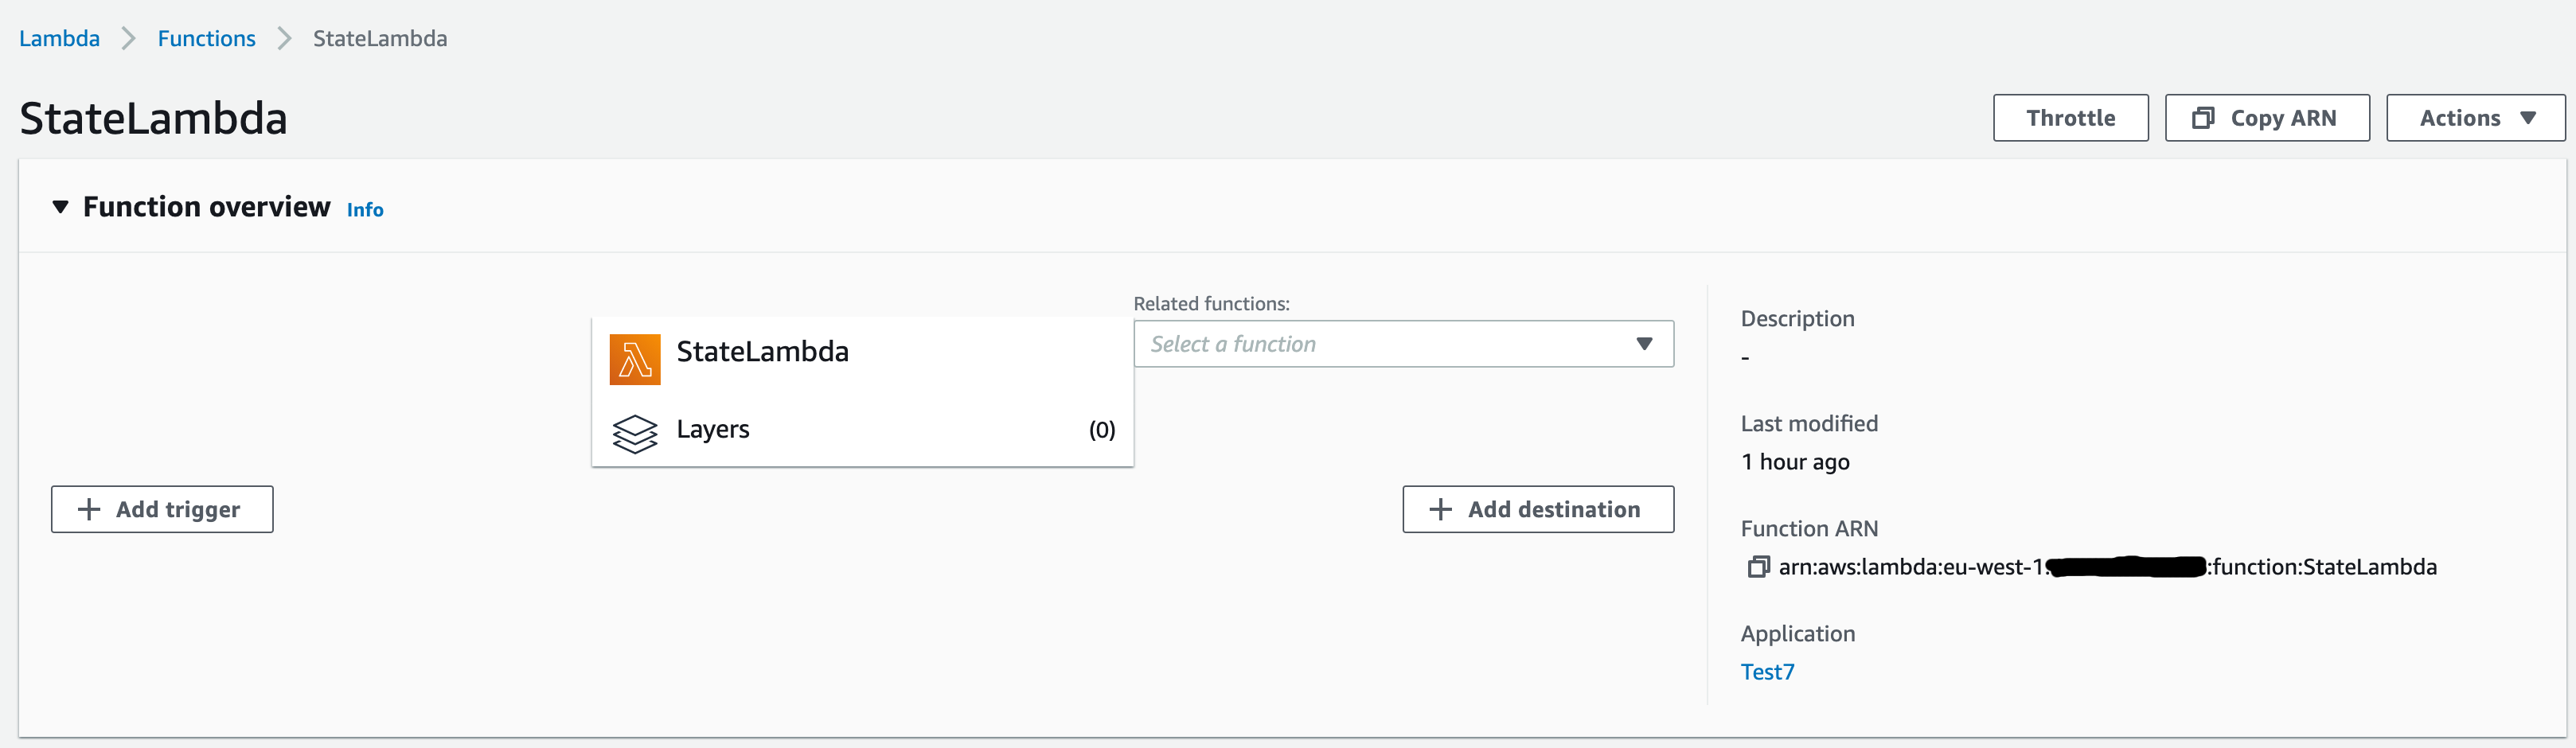 Lambda > Functions > StateLambda
StateLambda
Throttle
Copy ARN
Actions
Function overview Info
Related functions:
StateLambda
Select a function
Layers (0)
Add trigger
Add destination
Description
-
Last modified
1 hour ago
Function ARN
arn:aws:lambda:eu-west-1: :function:StateLambda
Application
Test7